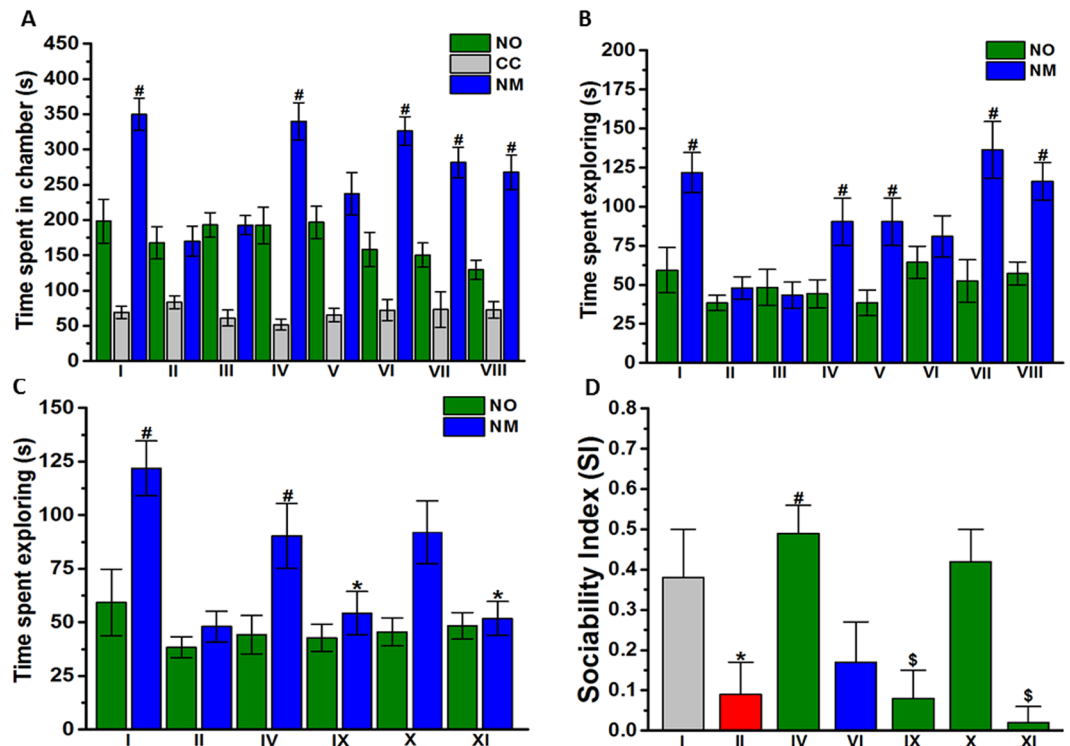 A
Time spent in chamber (s)
450
400
350
300
250
200
150
100
50
0
NO
CC
NM
#
#
#
#
#
I II III IV V VI VII VIII
B
Time spent exploring (s)
200
175
150
125
100
75
50
25
0
NO
NM
#
#
#
#
#
I II III IV V VI VII VIII
C
Time spent exploring (s)
150
125
100
75
50
25
0
NO
NM
#
#
*
*
I II IV IX X XI
D
Sociability Index (SI)
0.8
0.7
0.6
0.5
0.4
0.3
0.2
0.1
0.0
*
#
$
$
I II IV VI IX X XI